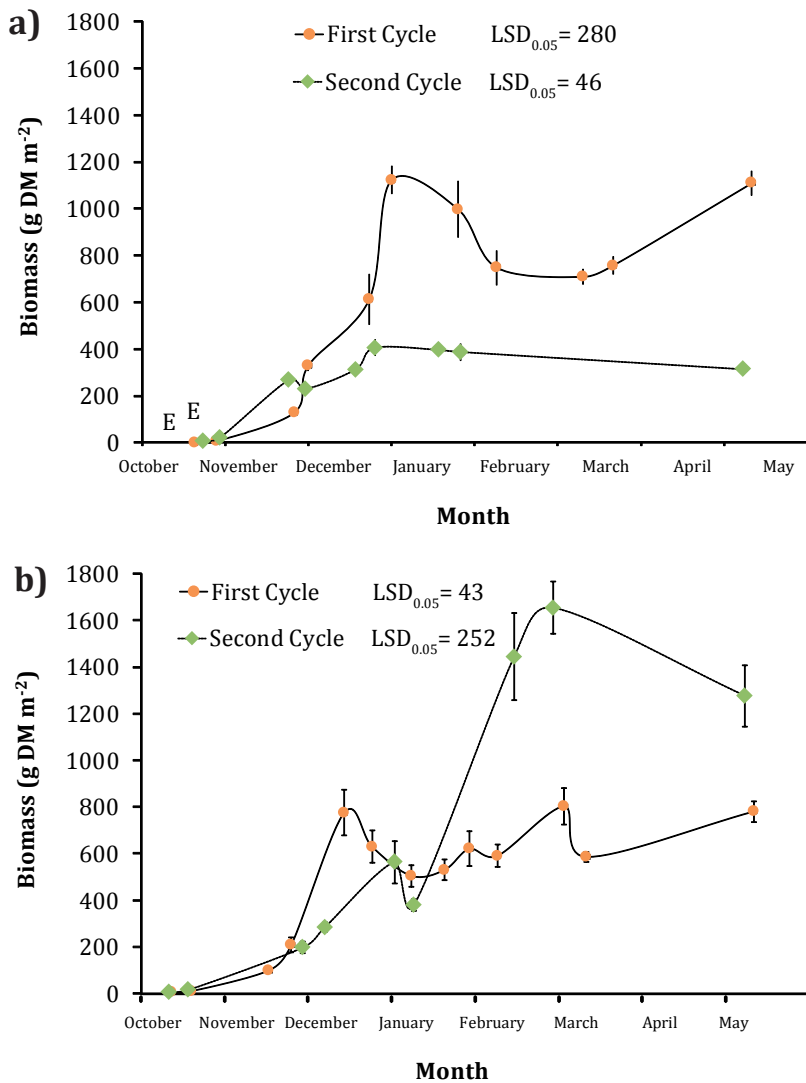 a)
First Cycle LSD0.05= 280
Second Cycle LSD0.05= 46
Biomass (g DM m-2)
1800
1600
1400
1200
1000
800
600
400
200
0
E E
October November December January February March April May
Month
b)
First Cycle LSD0.05= 43
Second Cycle LSD0.05= 252
Biomass (g DM m-2)
1800
1600
1400
1200
1000
800
600
400
200
0
October November December January February March April May
Month